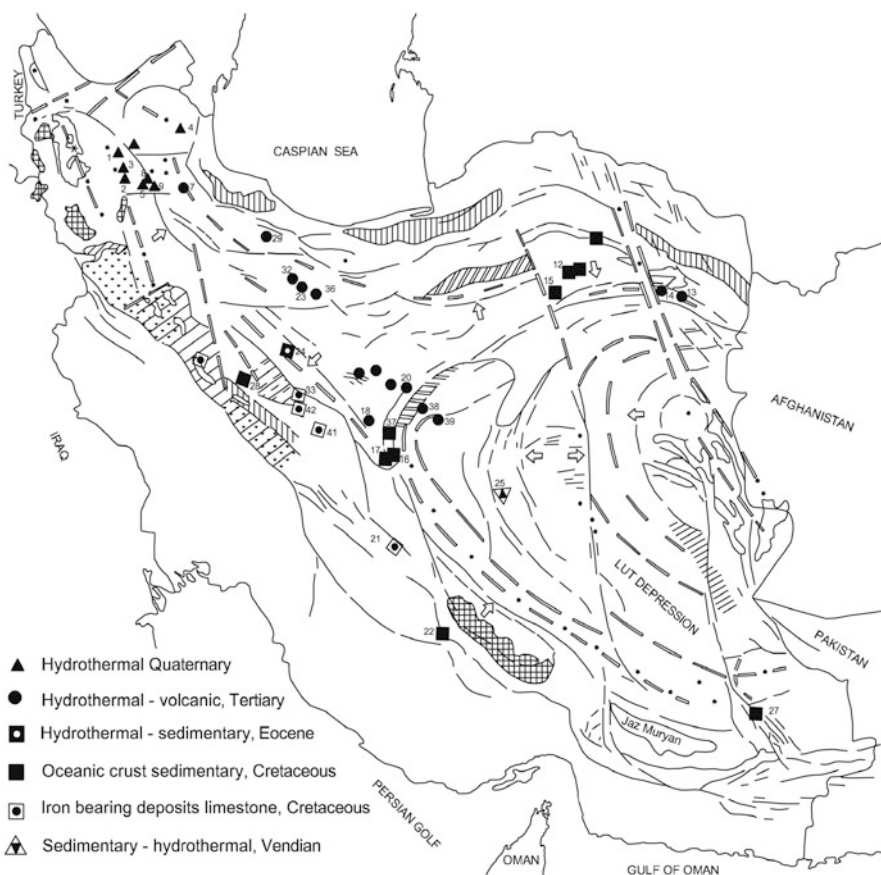 TURKEY
CASPIAN SEA
4
1
3
8
2
5
9
7
29
32
23
36
12
15
14
13
24
28
33
42
41
20
38
39
18
37
17
16
25
21
22
27
IRAQ
AFGHANISTAN
LUT DEPRESSION
PAKISTAN
Jaz Muryan
PERSIAN GOLF
OMAN
GULF OF OMAN
Hydrothermal Quaternary
Hydrothermal - volcanic, Tertiary
Hydrothermal - sedimentary, Eocene
Oceanic crust sedimentary, Cretaceous
Iron bearing deposits limestone, Cretaceous
Sedimentary - hydrothermal, Vendian